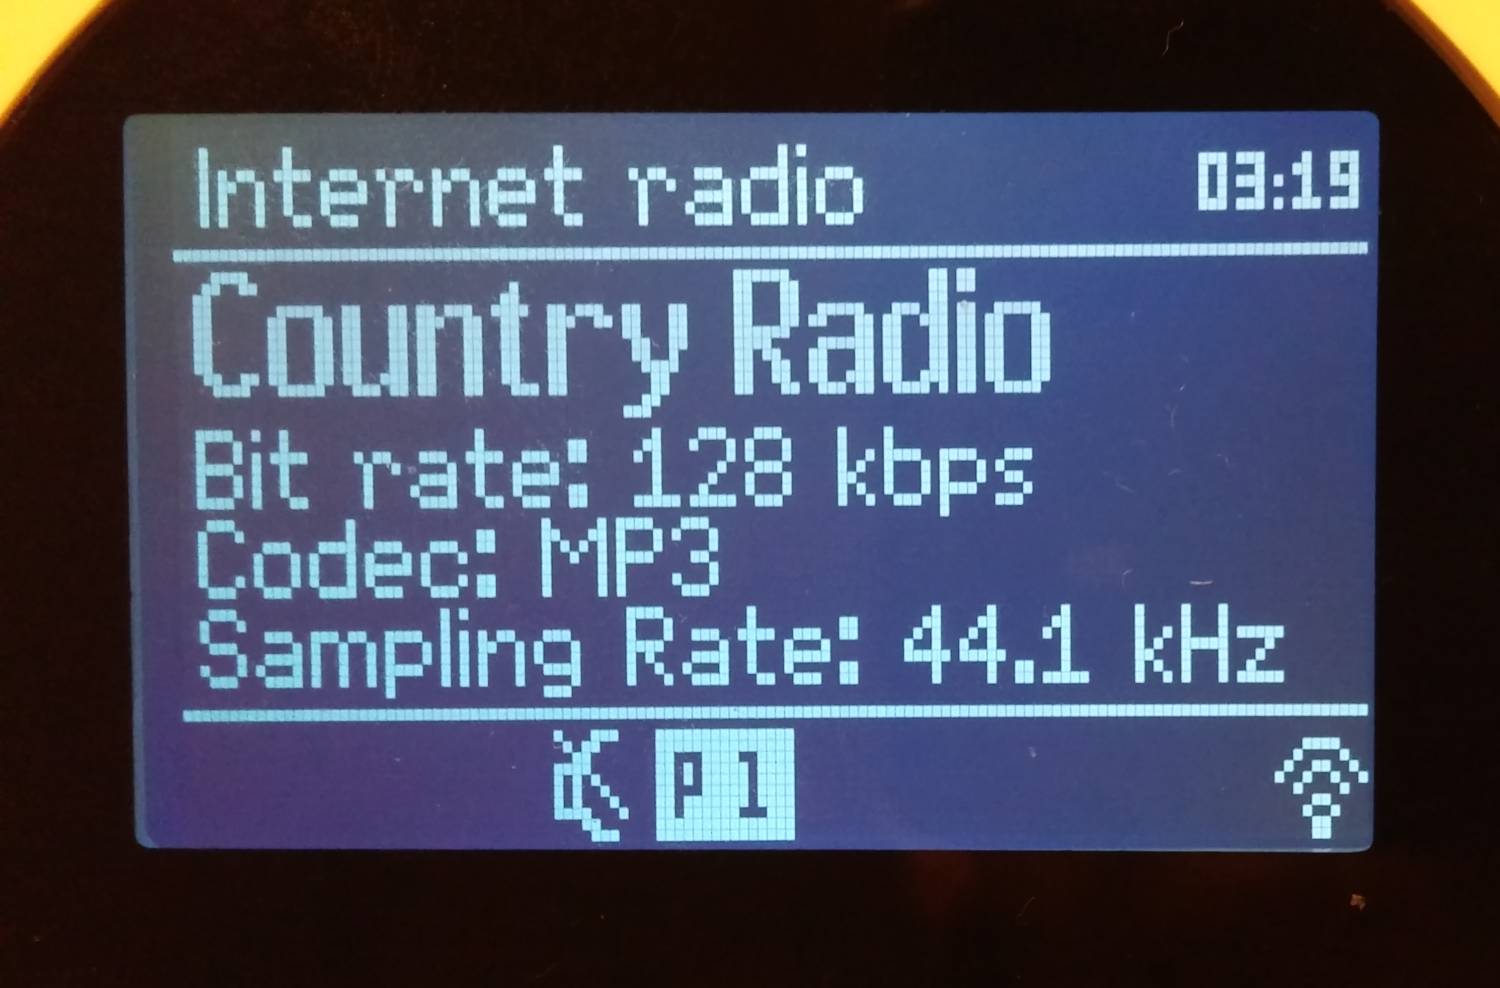 Internet radio 03:19
Country Radio
Bit rate: 128 kbps
Codec: MP3
Sampling Rate: 44.1 kHz
P 1